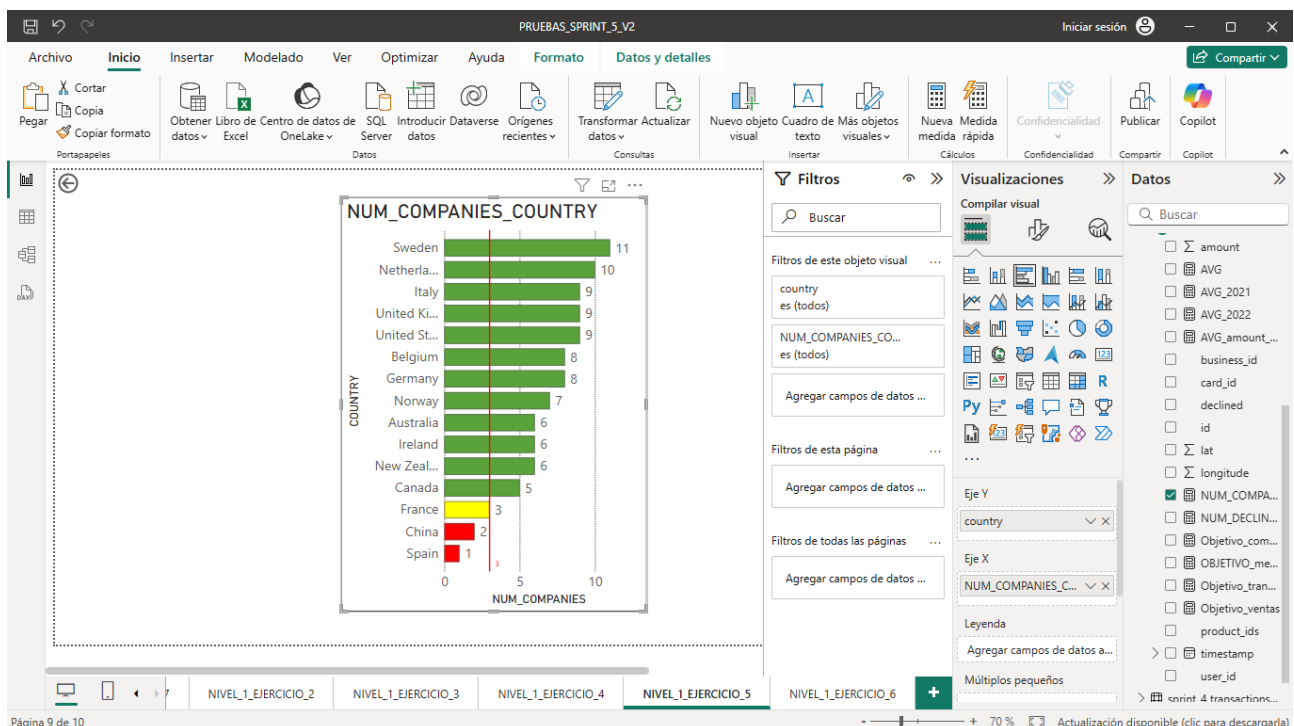 PRUEBAS_SPRINT_5_V2
Iniciar sesión
Archivo Inicio Insertar Modelado Ver Optimizar Ayuda Formato Datos y detalles
Compartir
Pegar
Cortar
Copia
Copiar formato
Portapapeles
Obtener datos
Libro de Excel
Centro de datos de OneLake
SQL Server
Introducir datos
Dataverse
Orígenes recientes
Datos
Transformar datos
Actualizar
Consultas
Nuevo objeto visual
Cuadro de texto
Más objetos visuales
Insertar
Nueva medida
Medida rápida
Cálculos
Confidencialidad
Confidencialidad
Publicar
Compartir
Copilot
Copilot
NUM_COMPANIES_COUNTRY
COUNTRY
Sweden 11
Netherla... 10
Italy 9
United Ki... 9
United St... 9
Belgium 8
Germany 8
Norway 7
Australia 6
Ireland 6
New Zeal... 6
Canada 5
France 3
China 2
Spain 1
3
0 5 10
NUM_COMPANIES
Filtros
Buscar
Filtros de este objeto visual ...
country
es (todos)
NUM_COMPANIES_CO...
es (todos)
Agregar campos de datos ...
Filtros de esta página ...
Agregar campos de datos ...
Filtros de todas las páginas ...
Agregar campos de datos ...
Visualizaciones
Compilar visual
123
R
Py
123
...
Eje Y
country
Eje X
NUM_COMPANIES_C...
Leyenda
Agregar campos de datos a...
Múltiplos pequeños
Datos
Buscar
amount
AVG
AVG_2021
AVG_2022
AVG_amount_...
business_id
card_id
declined
id
lat
longitude
NUM_COMPA...
NUM_DECLIN...
Objetivo_com...
OBJETIVO_me...
Objetivo_tran...
Objetivo_ventas
product_ids
timestamp
user_id
sprint 4 transactions...
NIVEL_1_EJERCICIO_2
NIVEL_1_EJERCICIO_3
NIVEL_1_EJERCICIO_4
NIVEL_1_EJERCICIO_5
NIVEL_1_EJERCICIO_6
+
Página 9 de 10
- + 70 %
Actualización disponible (clic para descargarla)